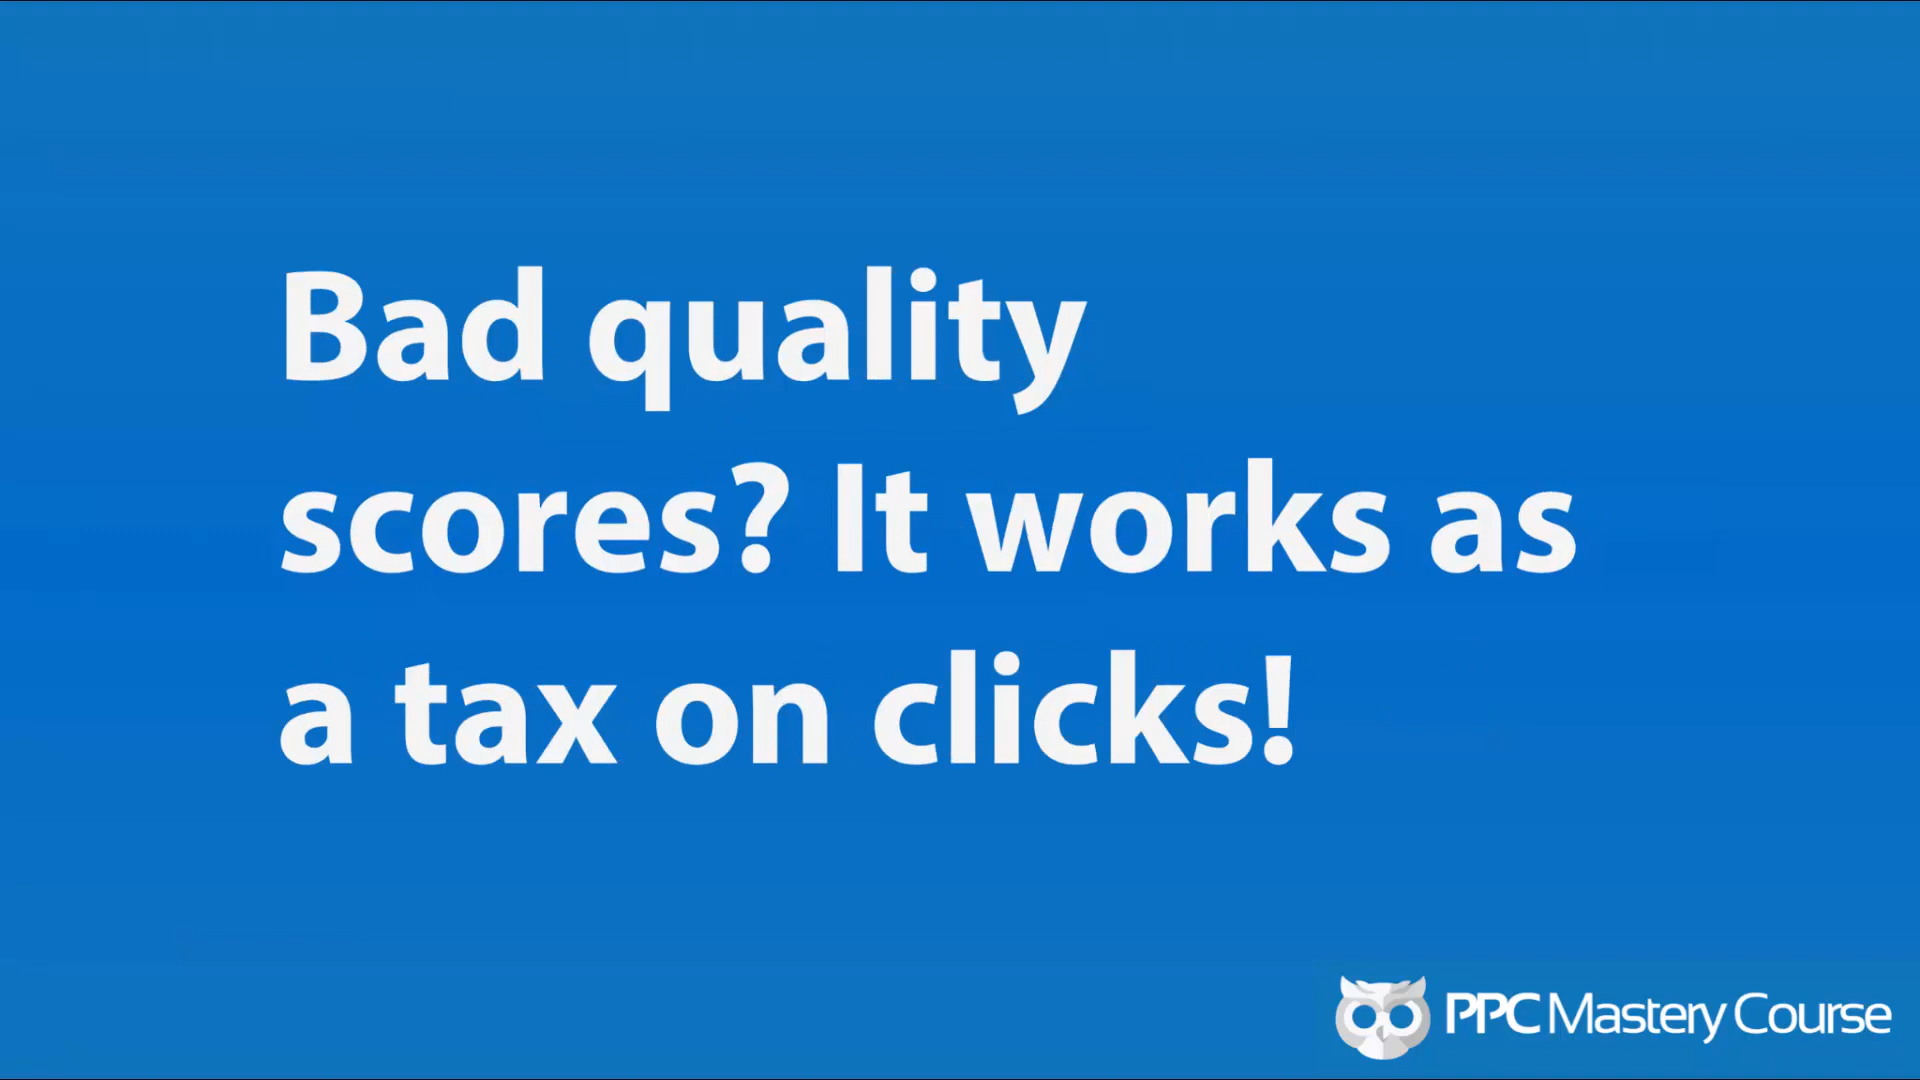 Bad quality
scores? It works as
a tax on clicks!
PPC Mastery Course